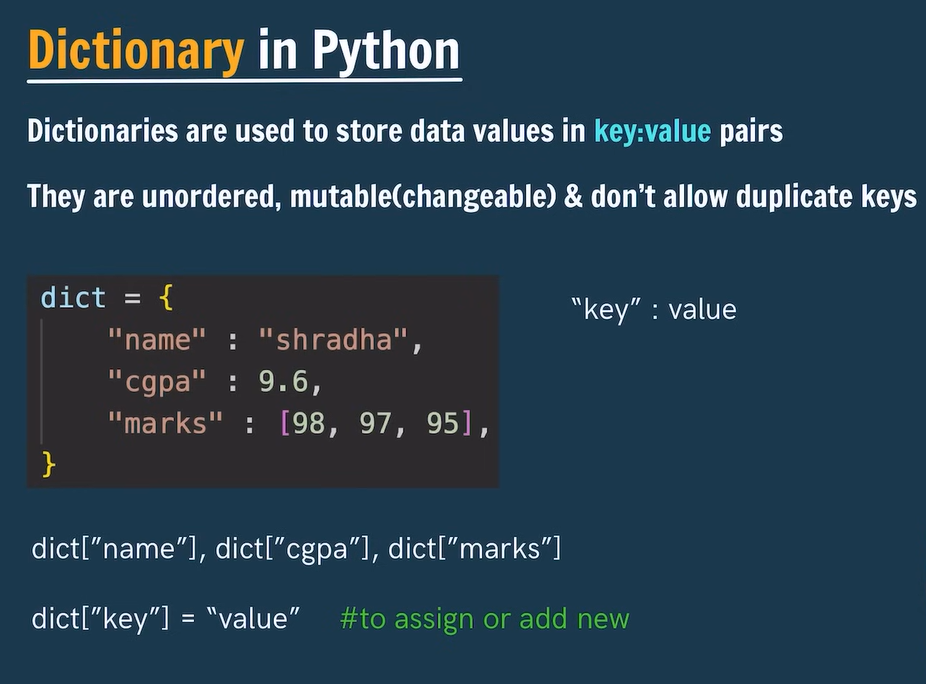 Dictionary in Python
Dictionaries are used to store data values in key:value pairs
They are unordered, mutable(changeable) & don’t allow duplicate keys
dict = {
"name" : "shradha",
"cgpa" : 9.6,
"marks" : [98, 97, 95],
}
“key” : value
dict[”name”], dict[”cgpa”], dict[”marks”]
dict[”key”] = “value” #to assign or add new